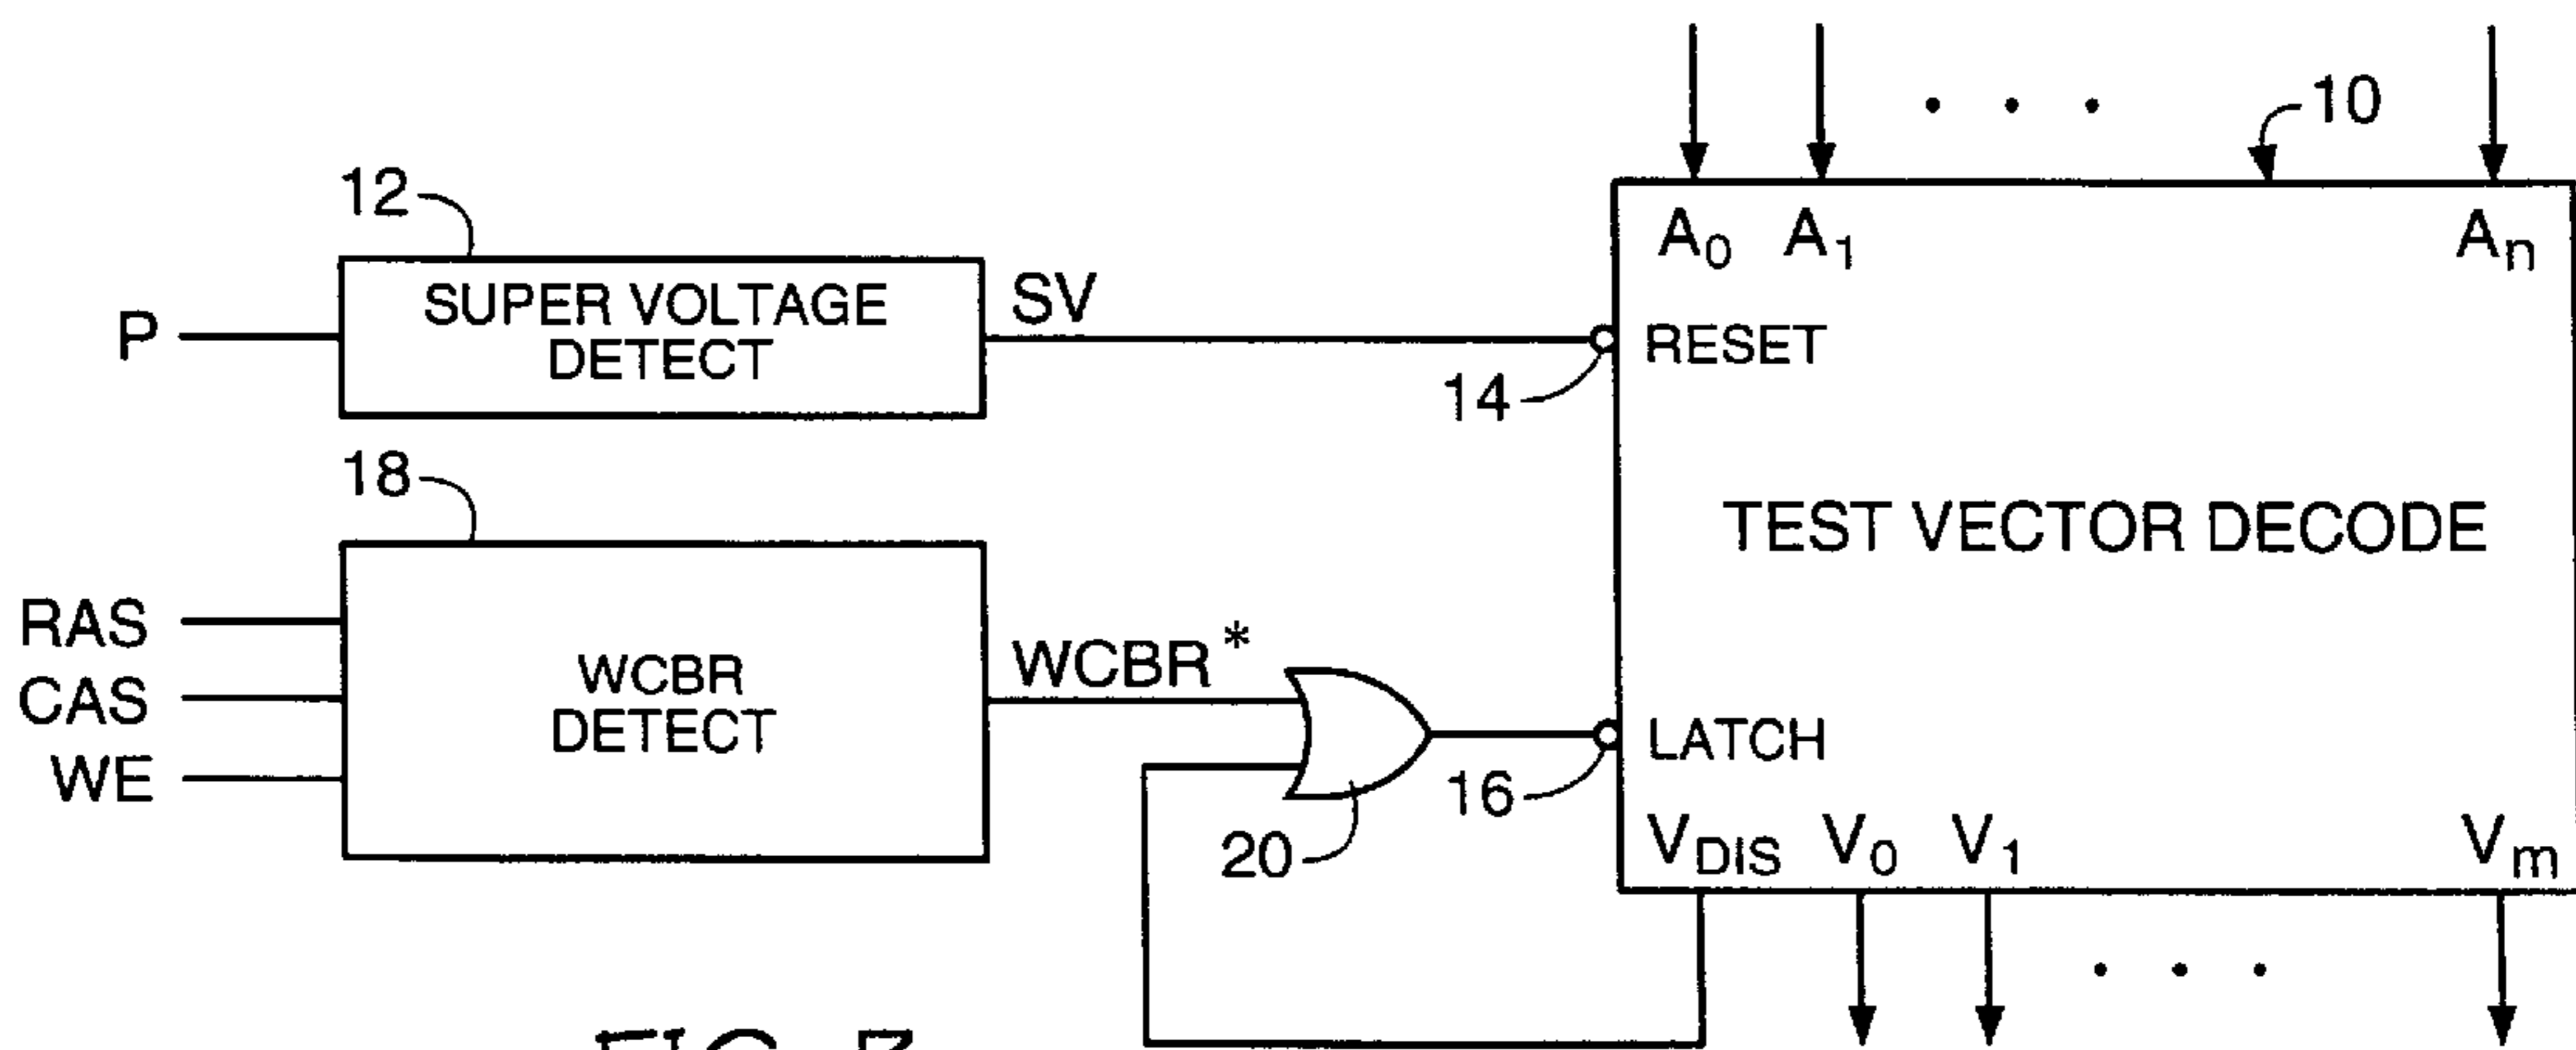 10
A0 A1 An
12
P
SUPER VOLTAGE
DETECT
SV
14
RESET
TEST VECTOR DECODE
18
RAS
CAS
WE
WCBR
DETECT
WCBR*
20
16
LATCH
VDIS V0 V1 Vm
FIG